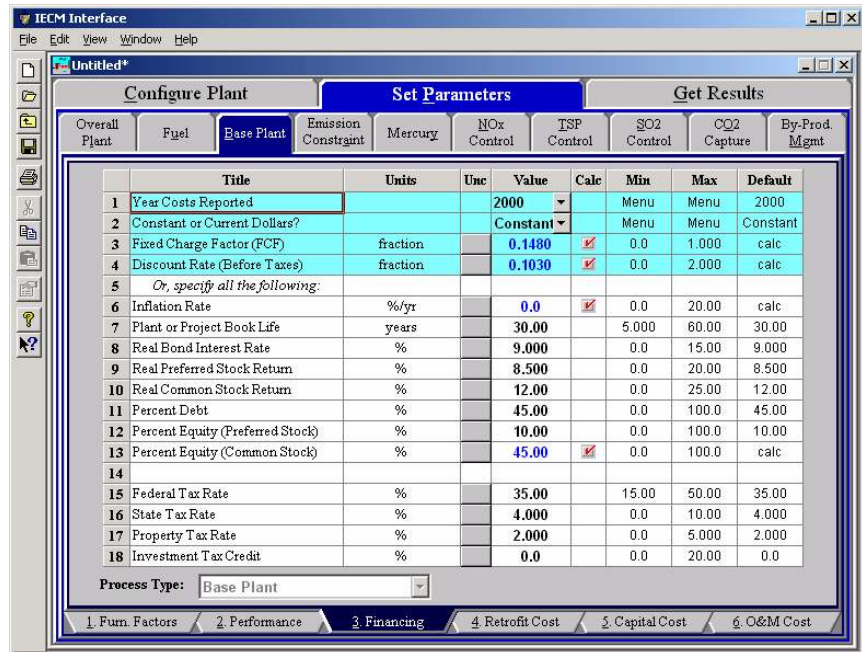 IECM Interface
File Edit View Window Help
Untitled*
Configure Plant Set Parameters Get Results
Overall Plant Fuel Base Plant Emission Constraint Mercury NOx Control TSP Control SO2 Control CO2 Capture By-Prod. Mgmt
Title Units Unc Value Calc Min Max Default
1 Year Costs Reported 2000 Menu Menu 2000
2 Constant or Current Dollars? Constant Menu Menu Constant
3 Fixed Charge Factor (FCF) fraction 0.1480 0.0 1.000 calc
4 Discount Rate (Before Taxes) fraction 0.1030 0.0 2.000 calc
5 Or, specify all the following:
6 Inflation Rate %/yr 0.0 0.0 20.00 calc
7 Plant or Project Book Life years 30.00 5.000 60.00 30.00
8 Real Bond Interest Rate % 9.000 0.0 15.00 9.000
9 Real Preferred Stock Return % 8.500 0.0 20.00 8.500
10 Real Common Stock Return % 12.00 0.0 25.00 12.00
11 Percent Debt % 45.00 0.0 100.0 45.00
12 Percent Equity (Preferred Stock) % 10.00 0.0 100.0 10.00
13 Percent Equity (Common Stock) % 45.00 0.0 100.0 calc
14
15 Federal Tax Rate % 35.00 15.00 50.00 35.00
16 State Tax Rate % 4.000 0.0 10.00 4.000
17 Property Tax Rate % 2.000 0.0 5.000 2.000
18 Investment Tax Credit % 0.0 0.0 20.00 0.0
Process Type: Base Plant
1. Furn. Factors 2. Performance 3. Financing 4. Retrofit Cost 5. Capital Cost 6. O&M Cost